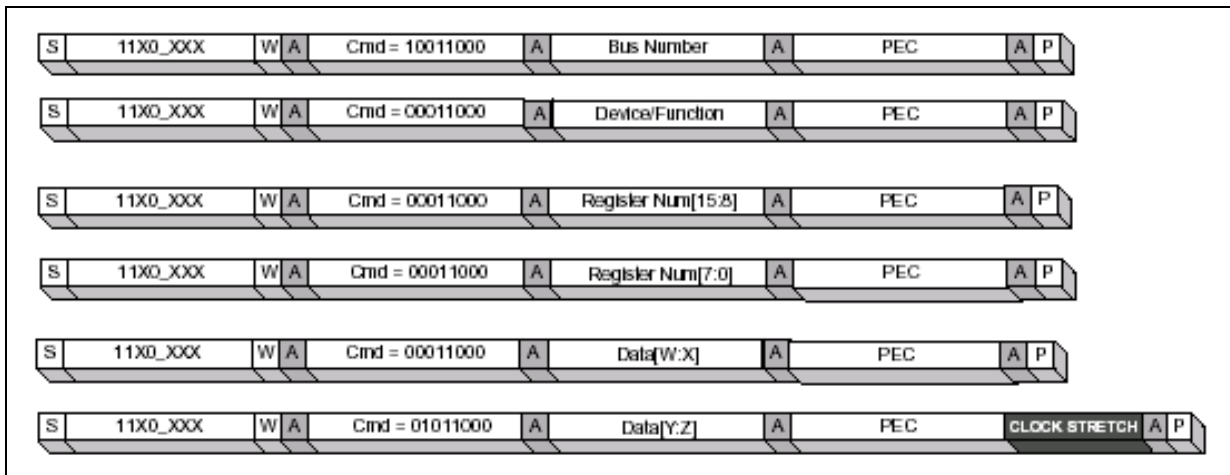 S 11X0_XXX W A Cmd = 10011000 A Bus Number A PEC A P
S 11X0_XXX W A Cmd = 00011000 A Device/Function A PEC A P
S 11X0_XXX W A Cmd = 00011000 A Register Num[15:8] A PEC A P
S 11X0_XXX W A Cmd = 00011000 A Register Num[7:0] A PEC A P
S 11X0_XXX W A Cmd = 00011000 A Data[W:X] A PEC A P
S 11X0_XXX W A Cmd = 01011000 A Data[Y:Z] A PEC CLOCK STRETCH A P